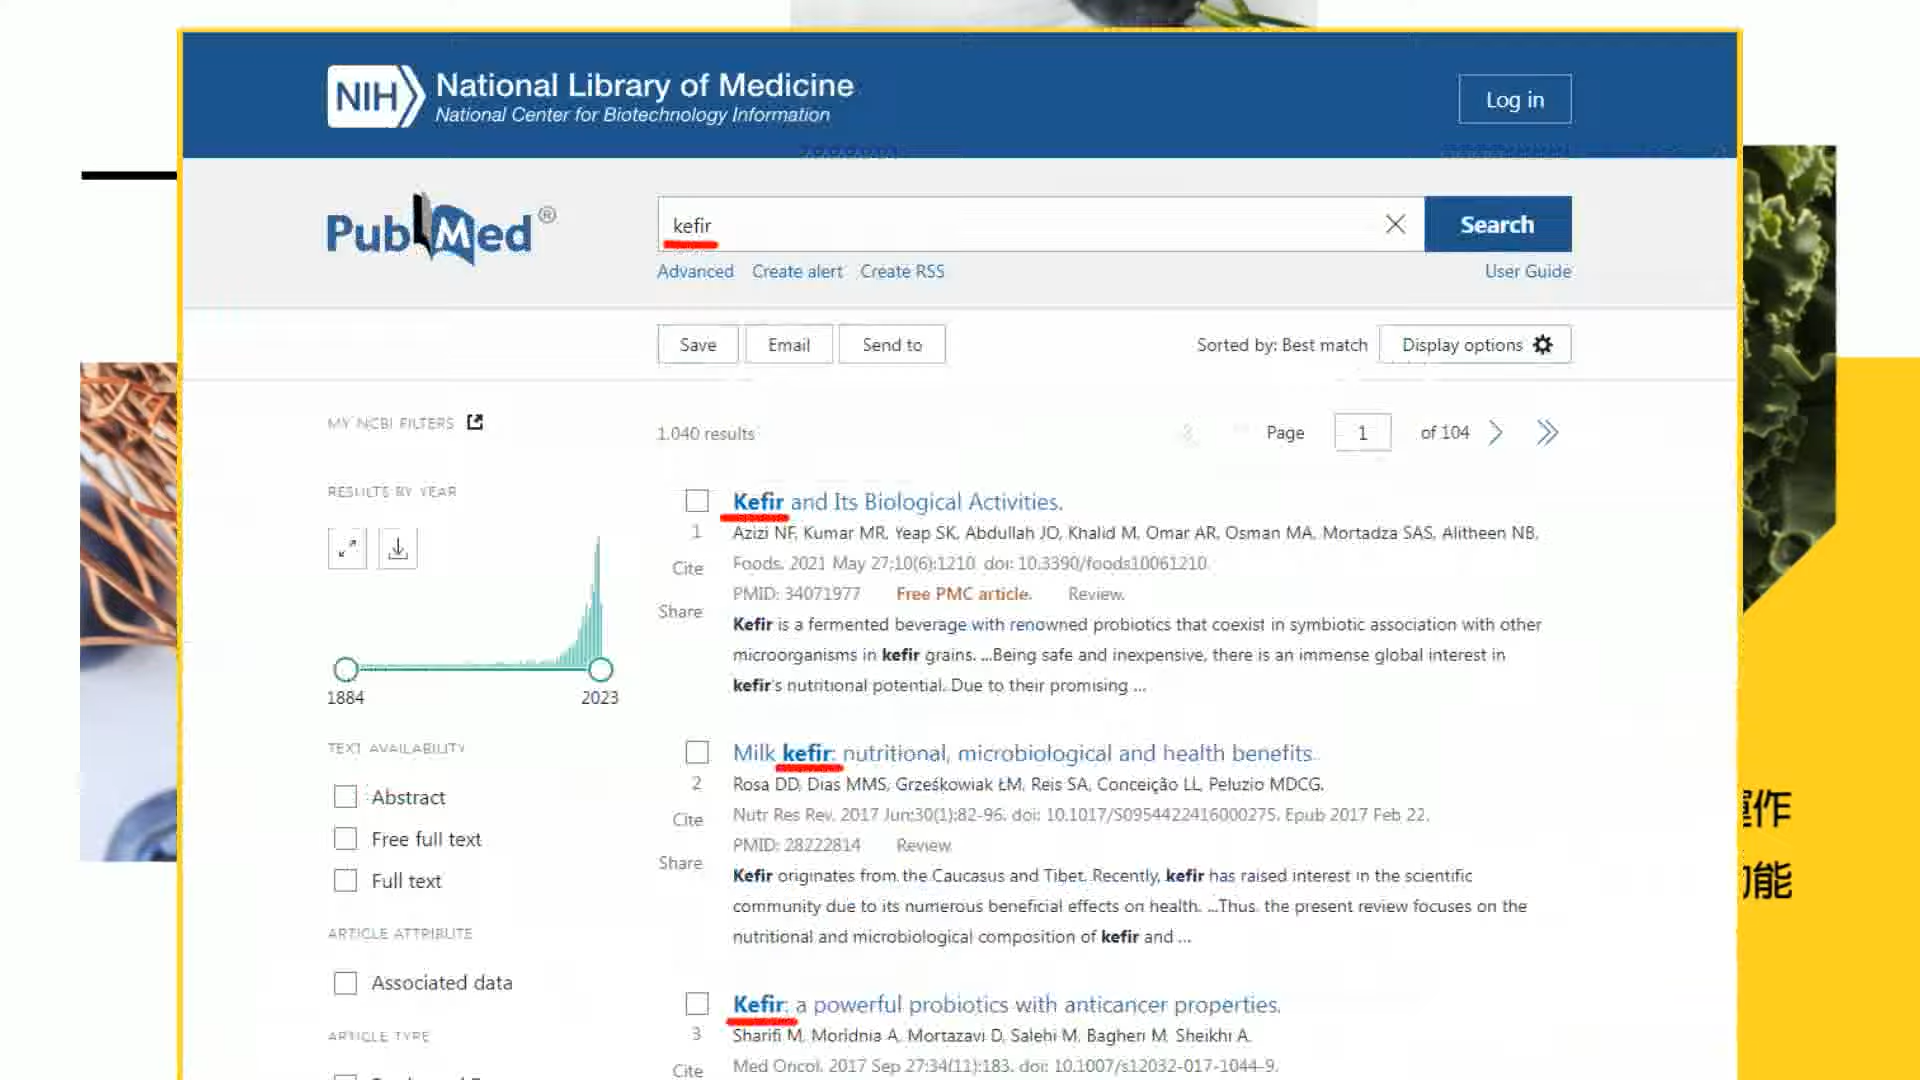 NIH National Library of Medicine
National Center for Biotechnology Information
Log in
PubMed®
kefir
Search
Advanced Create alert Create RSS
User Guide
Save Email Send to
Sorted by: Best match Display options
MY NCBI FILTERS
1,040 results
Page 1 of 104
RESULTS BY YEAR
1884 2023
TEXT AVAILABILITY
Abstract
Free full text
Full text
ARTICLE ATTRIBUTE
Associated data
ARTICLE TYPE
Kefir and Its Biological Activities.
1
Azizi NF, Kumar MR, Yeap SK, Abdullah JO, Khalid M, Omar AR, Osman MA, Mortadza SAS, Alitheen NB.
Cite
Foods. 2021 May 27;10(6):1210. doi: 10.3390/foods10061210.
PMID: 34071977 Free PMC article. Review.
Share
Kefir is a fermented beverage with renowned probiotics that coexist in symbiotic association with other
microorganisms in kefir grains. ...Being safe and inexpensive, there is an immense global interest in
kefir's nutritional potential. Due to their promising ...
Milk kefir: nutritional, microbiological and health benefits.
2
Rosa DD, Dias MMS, Grześkowiak ŁM, Reis SA, Conceição LL, Peluzio MDCG.
Cite
Nutr Res Rev. 2017 Jun;30(1):82-96. doi: 10.1017/S0954422416000275. Epub 2017 Feb 22.
PMID: 28222814 Review.
Share
Kefir originates from the Caucasus and Tibet. Recently, kefir has raised interest in the scientific
community due to its numerous beneficial effects on health. ...Thus, the present review focuses on the
nutritional and microbiological composition of kefir and ...
Kefir: a powerful probiotics with anticancer properties.
3
Sharifi M, Moridnia A, Mortazavi D, Salehi M, Bagheri M, Sheikhi A.
Cite
Med Oncol. 2017 Sep 27;34(11):183. doi: 10.1007/s12032-017-1044-9.
運作
功能